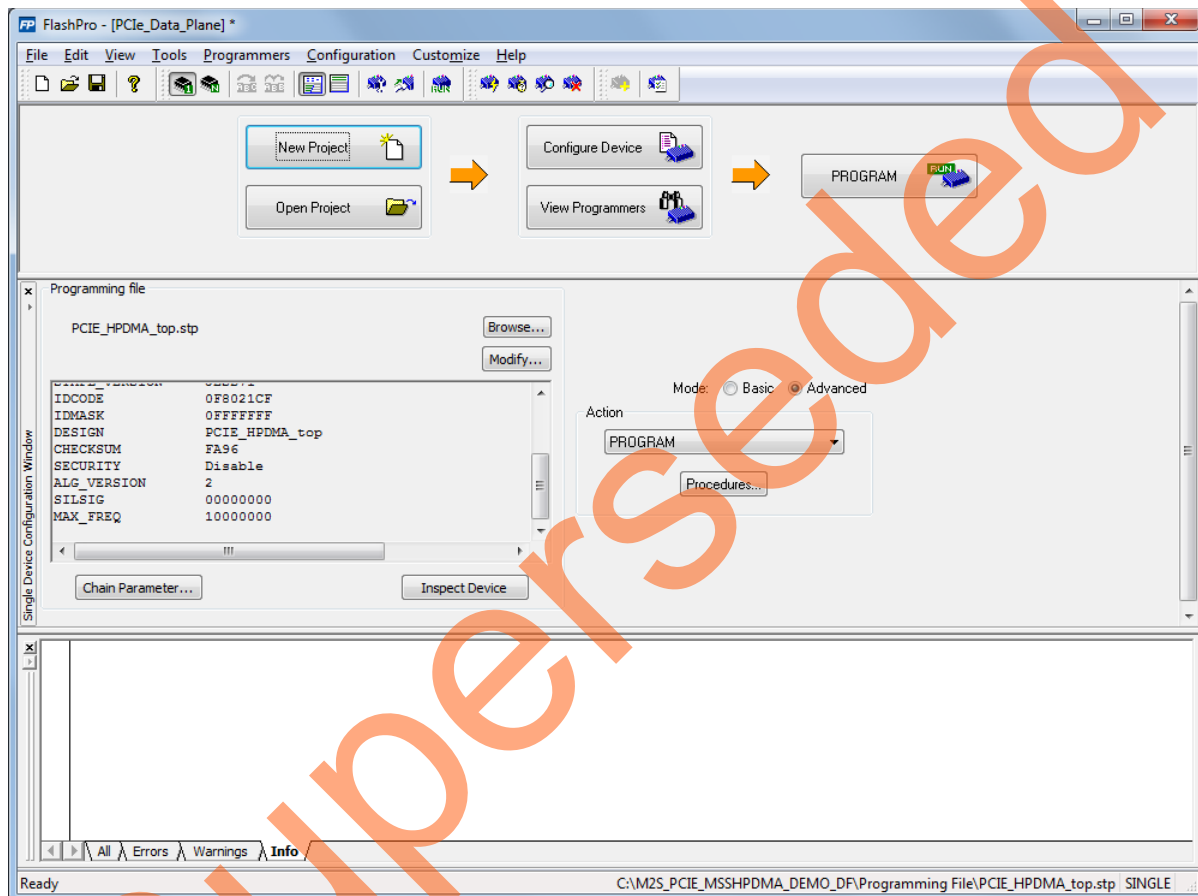 FP FlashPro - [PCIe_Data_Plane] *
File Edit View Tools Programmers Configuration Customize Help
New Project
Open Project
Configure Device
View Programmers
PROGRAM
RUN
Single Device Configuration Window
Programming file
PCIE_HPDMA_top.stp
Browse...
Modify...
IDCODE 0F8021CF
IDMASK 0FFFFFFF
DESIGN PCIE_HPDMA_top
CHECKSUM FA96
SECURITY Disable
ALG_VERSION 2
SILSIG 00000000
MAX_FREQ 10000000
Chain Parameter...
Inspect Device
Mode: Basic Advanced
Action
PROGRAM
Procedures...
All Errors Warnings Info
Ready C:\M2S_PCIE_MSSHPDMA_DEMO_DF\Programming File\PCIE_HPDMA_top.stp SINGLE
uperseded